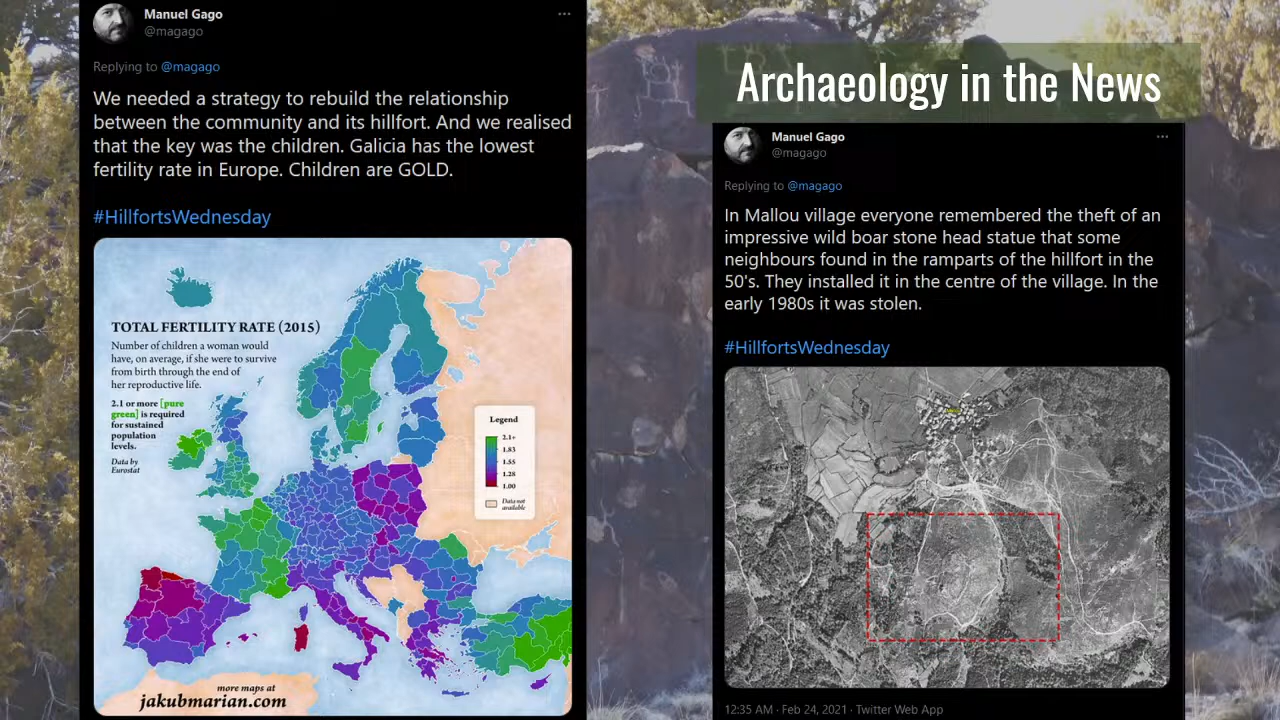 Manuel Gago
@magago
Replying to @magago
We needed a strategy to rebuild the relationship
between the community and its hillfort. And we realised
that the key was the children. Galicia has the lowest
fertility rate in Europe. Children are GOLD.
#HillfortsWednesday
TOTAL FERTILITY RATE (2015)
Number of children a woman would
have, on average, if she were to survive
from birth through the end of
her reproductive life.
2.1 or more [pure
green] is required
for sustained
population
levels.
Data by
Eurostat
Legend
2.1+
1.83
1.55
1.28
1.00
Data not
available
more maps at
jakubmarian.com
Archaeology in the News
Manuel Gago
@magago
Replying to @magago
In Mallou village everyone remembered the theft of an
impressive wild boar stone head statue that some
neighbours found in the ramparts of the hillfort in the
50's. They installed it in the centre of the village. In the
early 1980s it was stolen.
#HillfortsWednesday
12:35 AM · Feb 24, 2021 · Twitter Web App